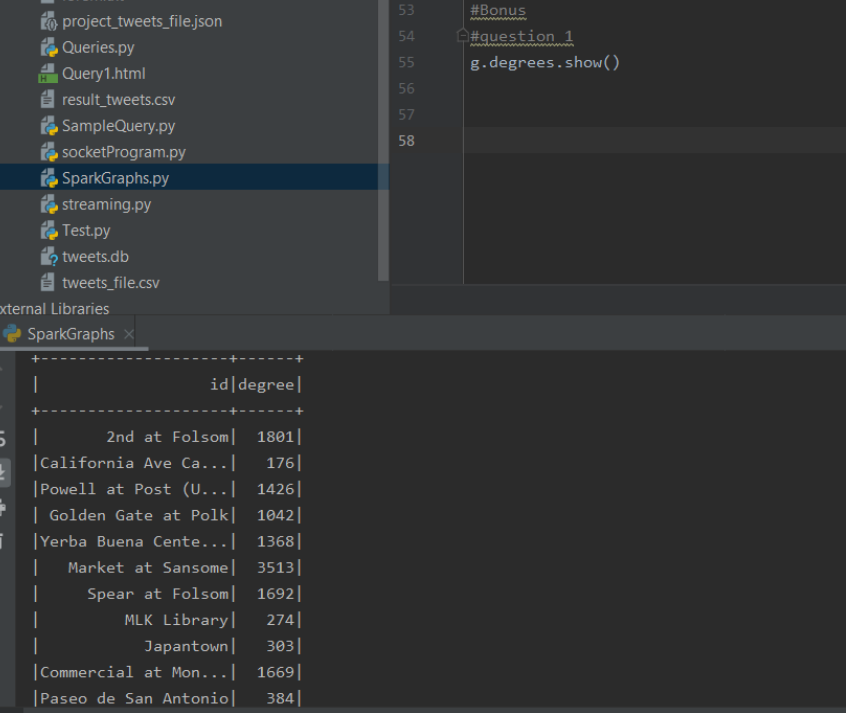 project_tweets_file.json
Queries.py
Query1.html
result_tweets.csv
SampleQuery.py
socketProgram.py
SparkGraphs.py
streaming.py
Test.py
tweets.db
tweets_file.csv
xternal Libraries
53 #Bonus
54 #question 1
55 g.degrees.show()
56
57
58
SparkGraphs
+--------------------+------+
|                  id|degree|
+--------------------+------+
|       2nd at Folsom|  1801|
|California Ave Ca...|   176|
|Powell at Post (U...|  1426|
| Golden Gate at Polk|  1042|
|Yerba Buena Cente...|  1368|
|   Market at Sansome|  3513|
|     Spear at Folsom|  1692|
|         MLK Library|   274|
|           Japantown|   303|
|Commercial at Mon...|  1669|
|Paseo de San Antonio|   384|